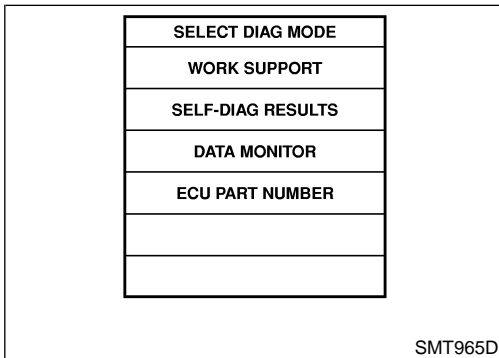 SELECT DIAG MODE
WORK SUPPORT
SELF-DIAG RESULTS
DATA MONITOR
ECU PART NUMBER
SMT965D